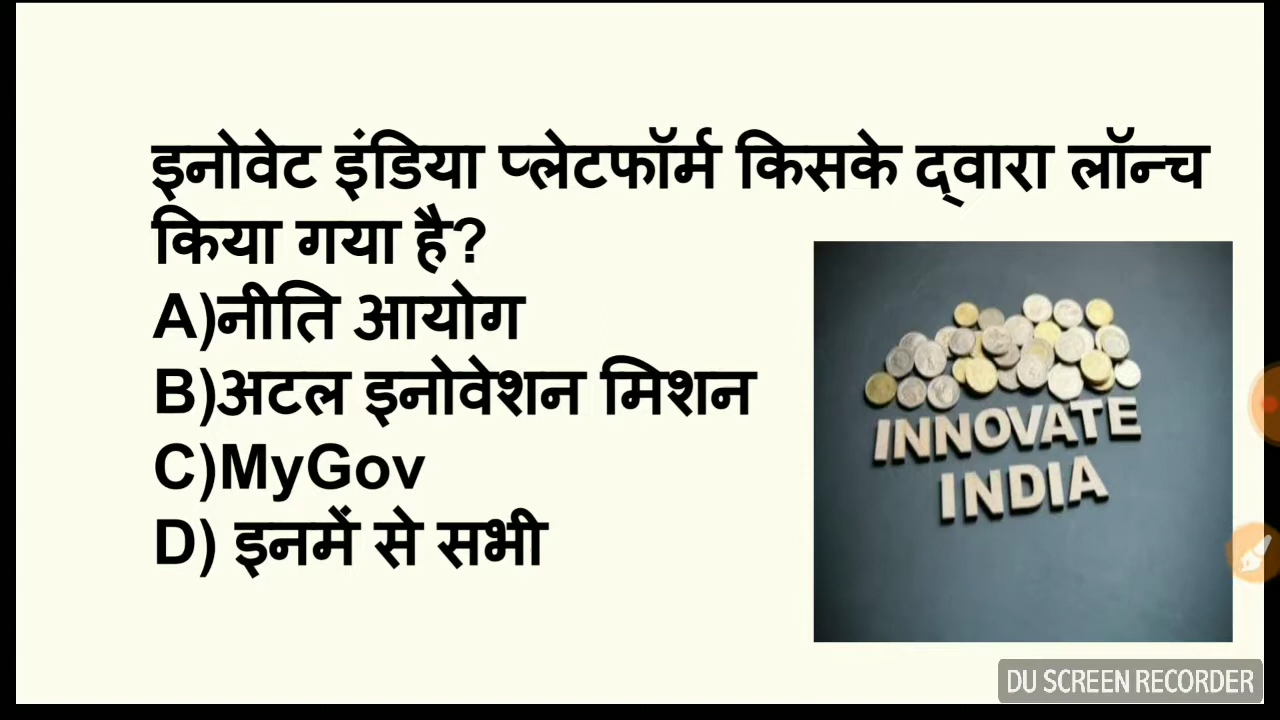 इनोवेट इंडिया प्लेटफॉर्म किसके द्वारा लॉन्च
किया गया है?
A)नीति आयोग
B)अटल इनोवेशन मिशन
C)MyGov
D) इनमें से सभी
INNOVATE
INDIA
DU SCREEN RECORDER